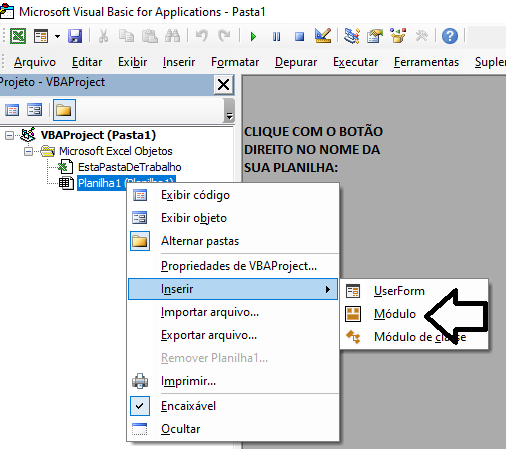 Microsoft Visual Basic for Applications - Pasta1
Arquivo Editar Exibir Inserir Formatar Depurar Executar Ferramentas Suplem
Projeto - VBAProject
VBAProject (Pasta1)
Microsoft Excel Objetos
EstaPastaDeTrabalho
Planilha1 (Planilha1)
CLIQUE COM O BOTÃO
DIREITO NO NOME DA
SUA PLANILHA:
Exibir código
Exibir objeto
Alternar pastas
Propriedades de VBAProject...
Inserir
Importar arquivo...
Exportar arquivo...
Remover Planilha1...
Imprimir...
Encaixável
Ocultar
UserForm
Módulo
Módulo de classe